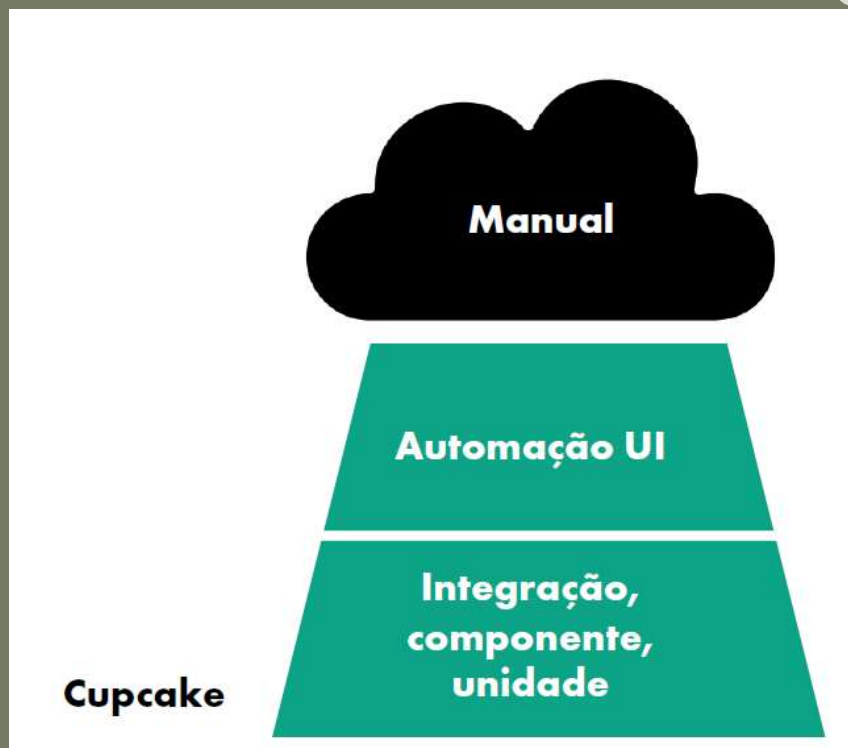 Manual
Automação UI
Integração,
componente,
unidade
Cupcake